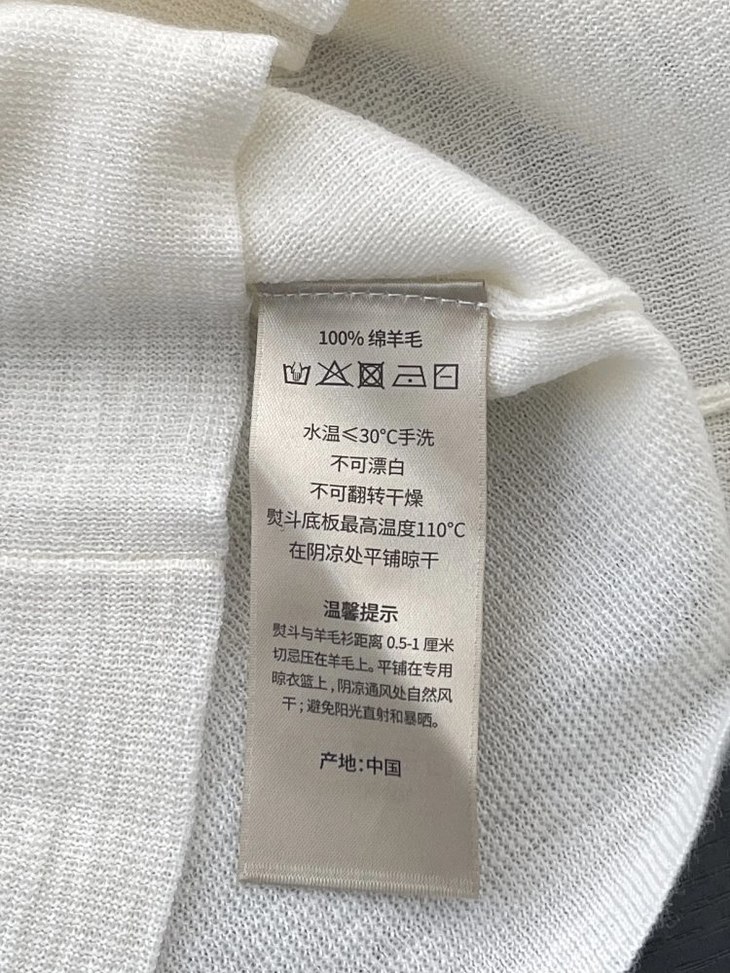 100% 绵羊毛
水温≤30℃手洗
不可漂白
不可翻转干燥
熨斗底板最高温度110℃
在阴凉处平铺晾干
温馨提示
熨斗与羊毛衫距离 0.5-1 厘米
切忌压在羊毛上。平铺在专用
晾衣篮上，阴凉通风处自然风
干；避免阳光直射和暴晒。
产地：中国